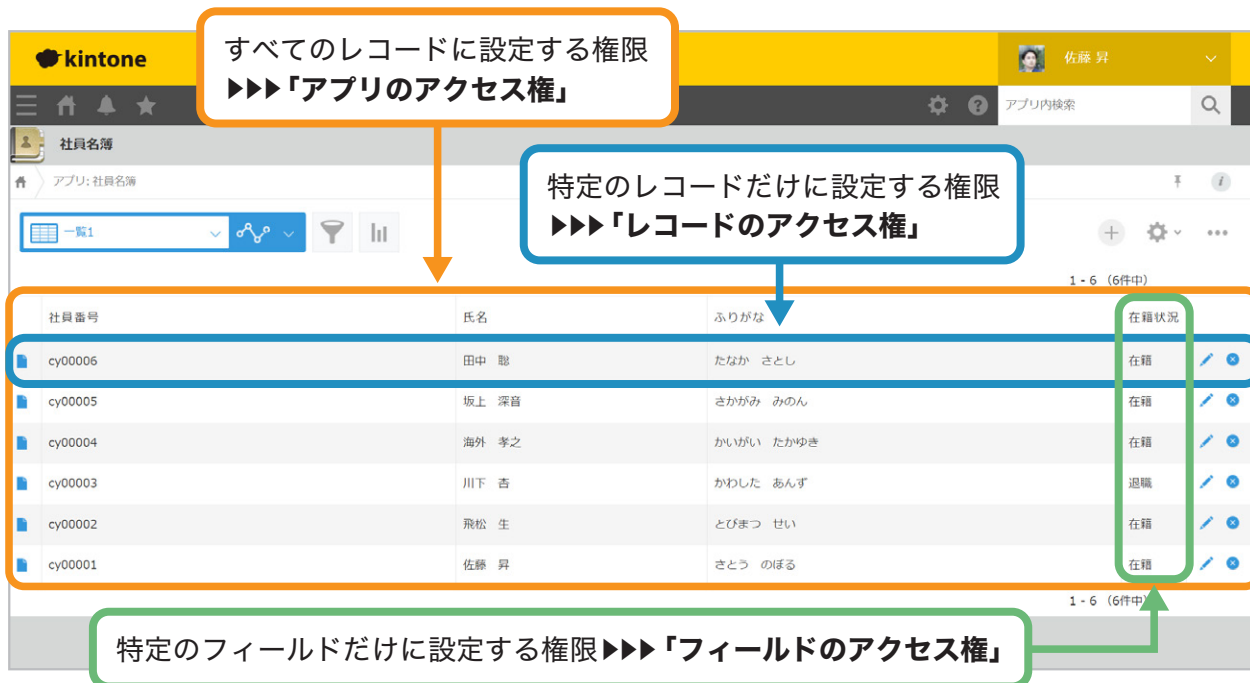 すべてのレコードに設定する権限
▶▶▶「アプリのアクセス権」
kintone
佐藤 昇
アプリ内検索
社員名簿
アプリ: 社員名簿
特定のレコードだけに設定する権限
▶▶▶「レコードのアクセス権」
一覧1
1 - 6 (6件中)
社員番号 氏名 ふりがな 在籍状況
cy00006 田中 聡 たなか さとし 在籍
cy00005 坂上 深音 さかがみ みのん 在籍
cy00004 海外 孝之 かいがい たかゆき 在籍
cy00003 川下 杏 かわした あんず 退職
cy00002 飛松 生 とびまつ せい 在籍
cy00001 佐藤 昇 さとう のぼる 在籍
1 - 6 (6件中)
特定のフィールドだけに設定する権限▶▶▶「フィールドのアクセス権」